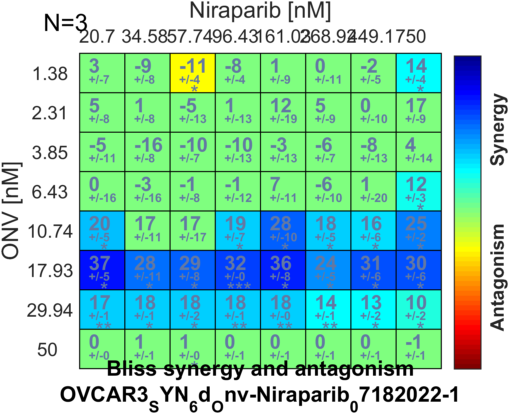 Niraparib [nM]
N=3
20.7 34.58 57.74 96.43 161.03 268.92 449.1 750
1.38 3 -9 -11 -8 1 0 -2 14
+/-7 +/-8 +/-4 +/-4 +/-9 +/-11 +/-5 +/-4
* *
2.31 5 1 -5 1 12 5 0 17
+/-8 +/-8 +/-13 +/-13 +/-19 +/-9 +/-10 +/-9
3.85 -5 -16 -10 -10 -3 -6 -8 4
+/-11 +/-8 +/-7 +/-13 +/-13 +/-7 +/-13 +/-14
6.43 0 -3 -1 -1 7 -6 1 12
+/-16 +/-16 +/-8 +/-12 +/-11 +/-10 +/-20 +/-3
*
10.74 20 17 17 19 28 18 16 25
+/-5 +/-11 +/-17 +/-7 +/-10 +/-5 +/-6 +/-2
* * * * * *
17.93 37 28 29 32 36 24 31 30
+/-5 +/-11 +/-8 +/-0 +/-8 +/-6 +/-6
* * * *** * * *
29.94 17 18 18 18 18 14 13 10
+/-1 +/-1 +/-2 +/-1 +/-0 +/-1 +/-2 +/-2
** * * ** ** ** * *
50 0 1 1 0 0 0 0 -1
+/-0 +/-1 +/-0 +/-1 +/-1 +/-1 +/-1 +/-1
ONV [nM]
Synergy
Antagonism
Bliss synergy and antagonism
OVCAR3SYN6dOnv-Niraparib07182022-1